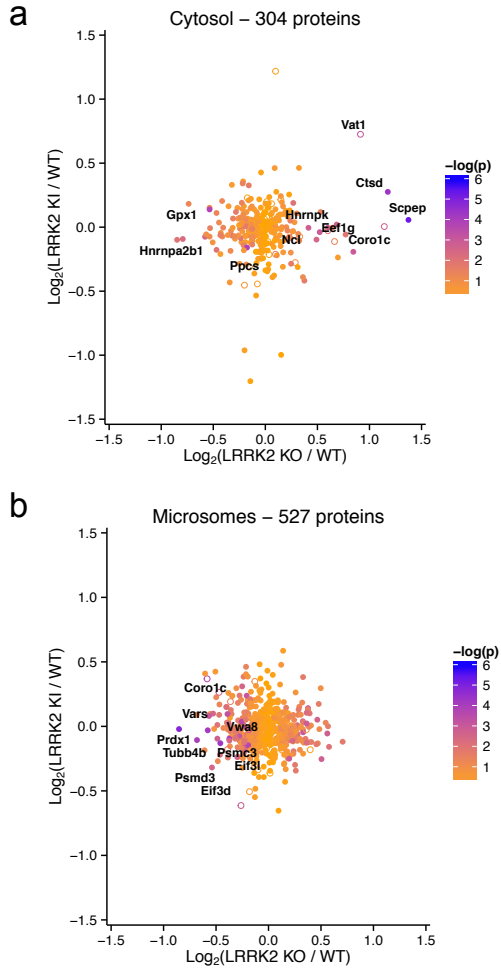 a
Cytosol – 304 proteins
Log2(LRRK2 KI / WT)
1.5
1.0
0.5
0.0
−0.5
−1.0
−1.5
Vat1
Ctsd
Scpep
Gpx1
Hnrnpk
Eef1g
Hnrnpa2b1
Ncl
Coro1c
Ppcs
−log(p)
6
5
4
3
2
1
−1.5 −1.0 −0.5 0.0 0.5 1.0 1.5
Log2(LRRK2 KO / WT)
b
Microsomes – 527 proteins
Log2(LRRK2 KI / WT)
1.5
1.0
0.5
0.0
−0.5
−1.0
−1.5
Coro1c
Vars
Vwa8
Prdx1
Tubb4b
Psmc3
Eif3l
Psmd3
Eif3d
−log(p)
6
5
4
3
2
1
−1.5 −1.0 −0.5 0.0 0.5 1.0 1.5
Log2(LRRK2 KO / WT)